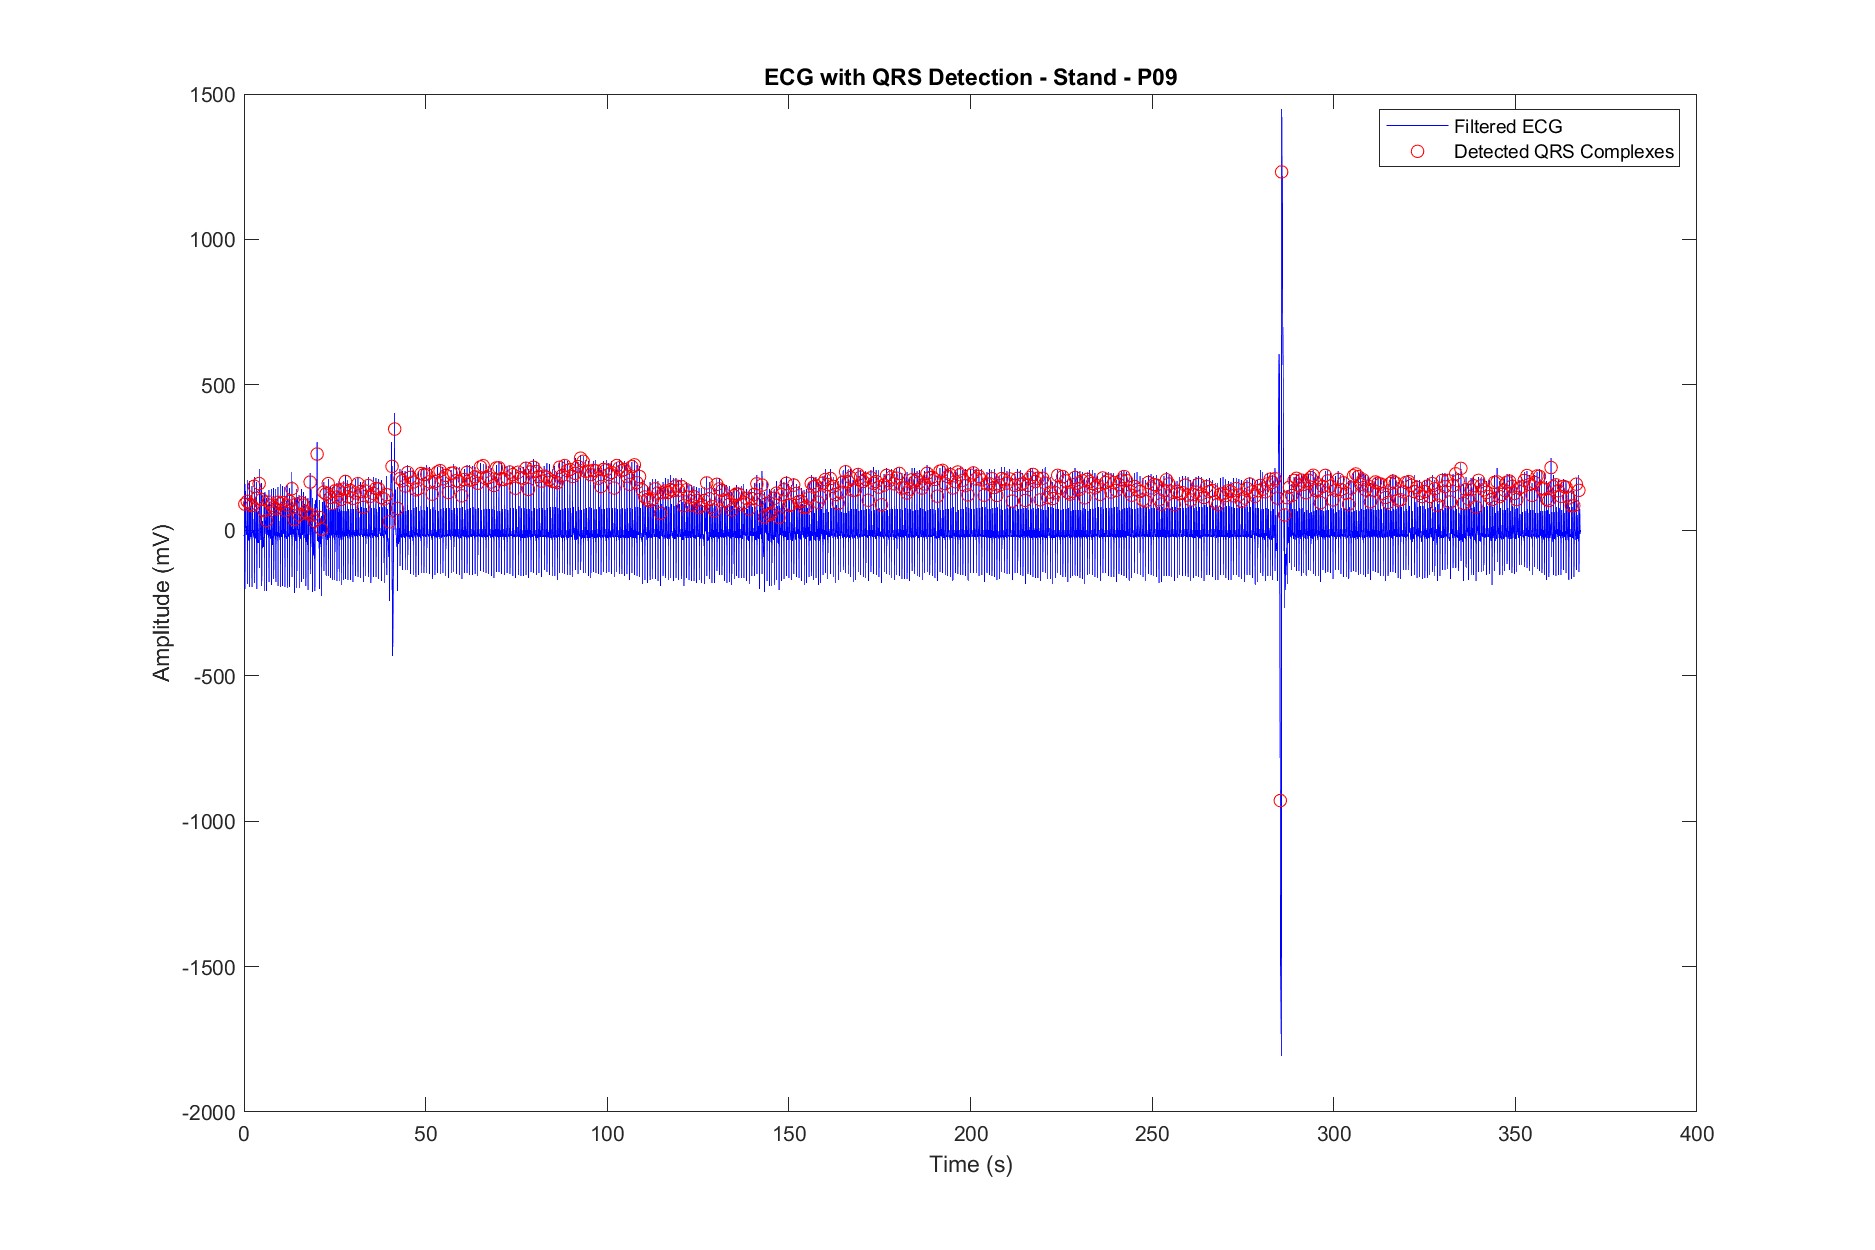 ECG with QRS Detection - Stand - P09
1500
1000
500
0
-500
-1000
-1500
-2000
Amplitude (mV)
Filtered ECG
Detected QRS Complexes
0 50 100 150 200 250 300 350 400
Time (s)